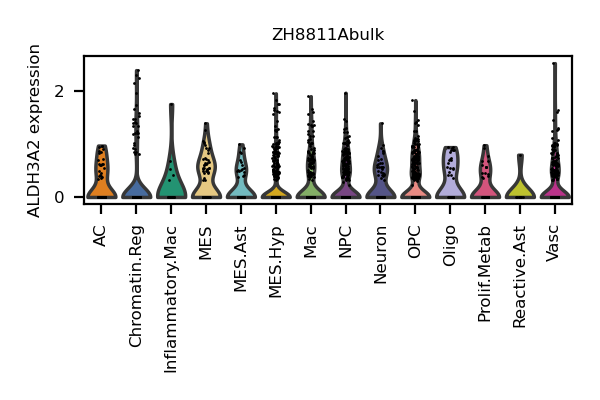 ZH8811Abulk
ALDH3A2 expression
2
0
AC
Chromatin.Reg
Inflammatory.Mac
MES
MES.Ast
MES.Hyp
Mac
NPC
Neuron
OPC
Oligo
Prolif.Metab
Reactive.Ast
Vasc